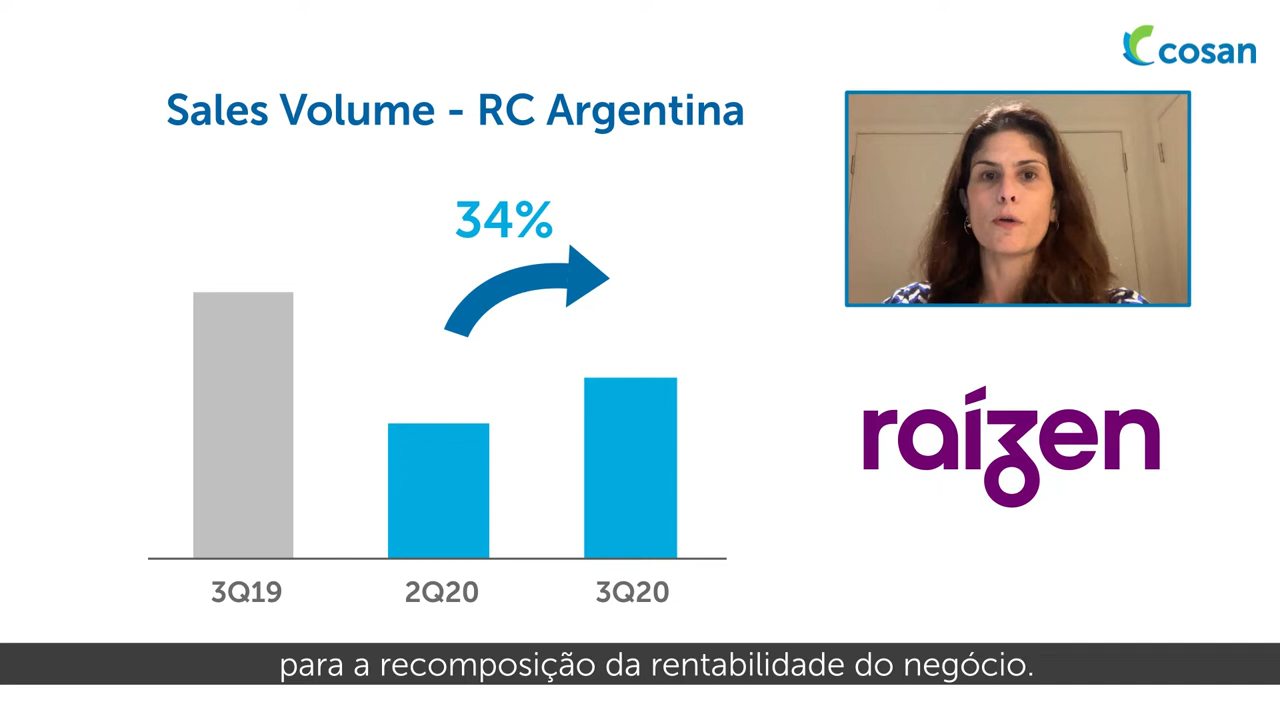 cosan
Sales Volume - RC Argentina
34%
raízen
3Q19
2Q20
3Q20
para a recomposição da rentabilidade do negócio.